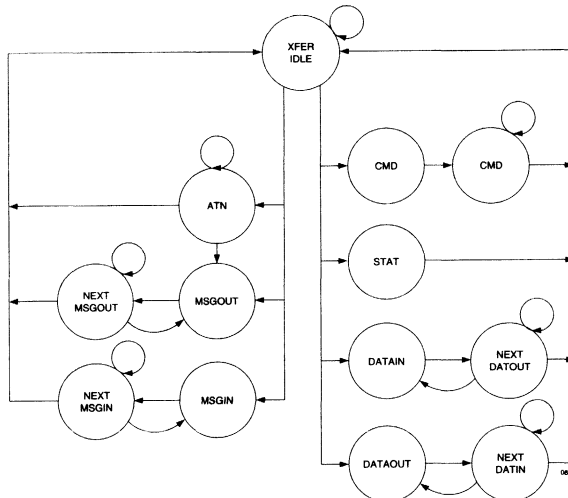 XFER
IDLE
ATN
NEXT
MSGOUT
MSGOUT
NEXT
MSGIN
MSGIN
CMD
CMD
STAT
DATAIN
NEXT
DATOUT
DATAOUT
NEXT
DATIN